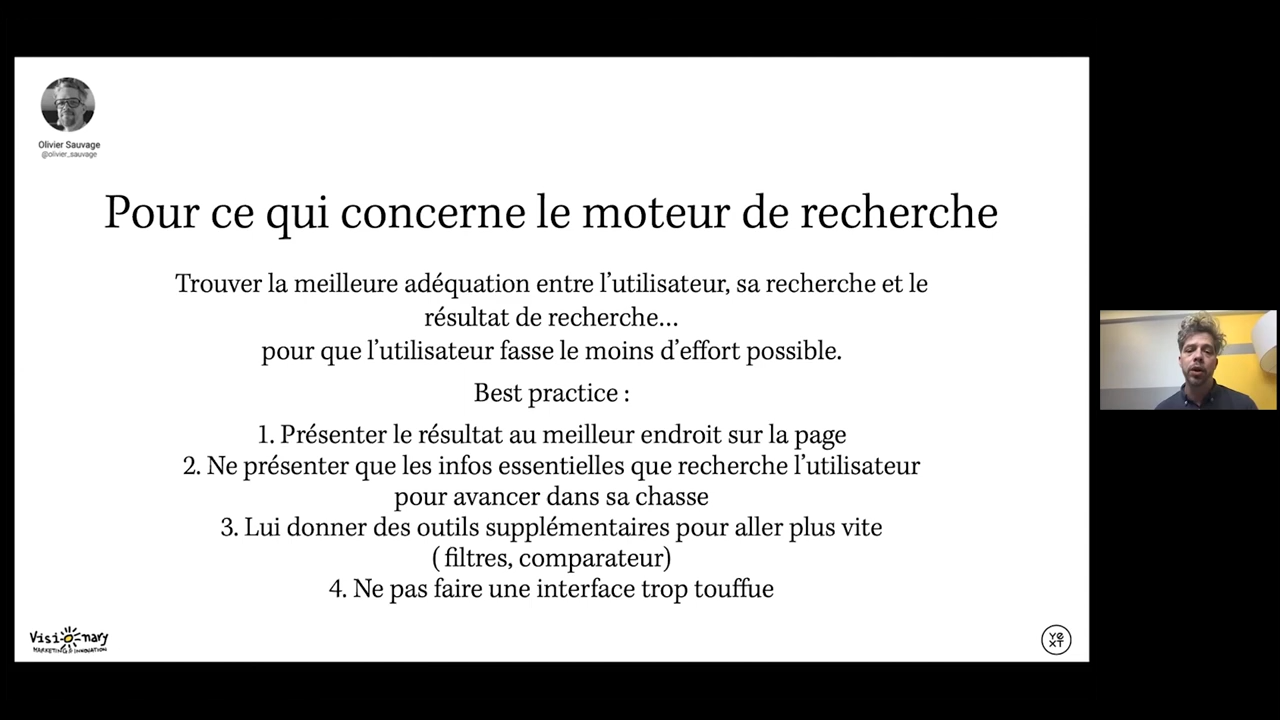 Olivier Sauvage
@olivier_sauvage
Pour ce qui concerne le moteur de recherche
Trouver la meilleure adéquation entre l’utilisateur, sa recherche et le
résultat de recherche...
pour que l’utilisateur fasse le moins d’effort possible.
Best practice :
1. Présenter le résultat au meilleur endroit sur la page
2. Ne présenter que les infos essentielles que recherche l’utilisateur
pour avancer dans sa chasse
3. Lui donner des outils supplémentaires pour aller plus vite
( filtres, comparateur)
4. Ne pas faire une interface trop touffue
Visionary
MARKETING & INNOVATION
YEXT